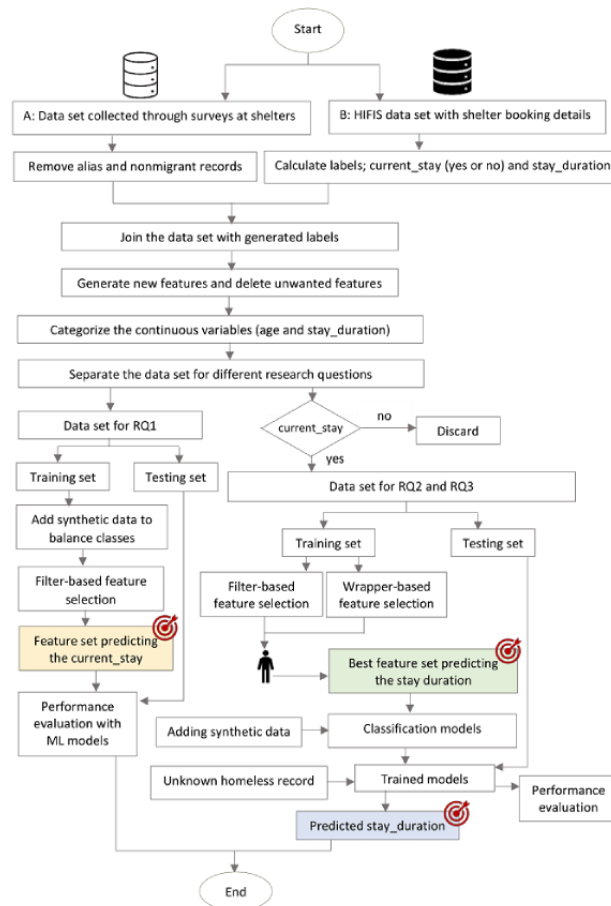 Start
A: Data set collected through surveys at shelters
B: HIFIS data set with shelter booking details
Remove alias and nonmigrant records
Calculate labels; current_stay (yes or no) and stay_duration
Join the data set with generated labels
Generate new features and delete unwanted features
Categorize the continuous variables (age and stay_duration)
Separate the data set for different research questions
Data set for RQ1
current_stay
no
Discard
yes
Training set
Testing set
Data set for RQ2 and RQ3
Add synthetic data to
balance classes
Training set
Testing set
Filter-based feature
selection
Filter-based
feature selection
Wrapper-based
feature selection
Feature set predicting
the current_stay
Best feature set predicting
the stay duration
Performance
evaluation with
ML models
Adding synthetic data
Classification models
Unknown homeless record
Trained models
Performance
evaluation
Predicted stay_duration
End